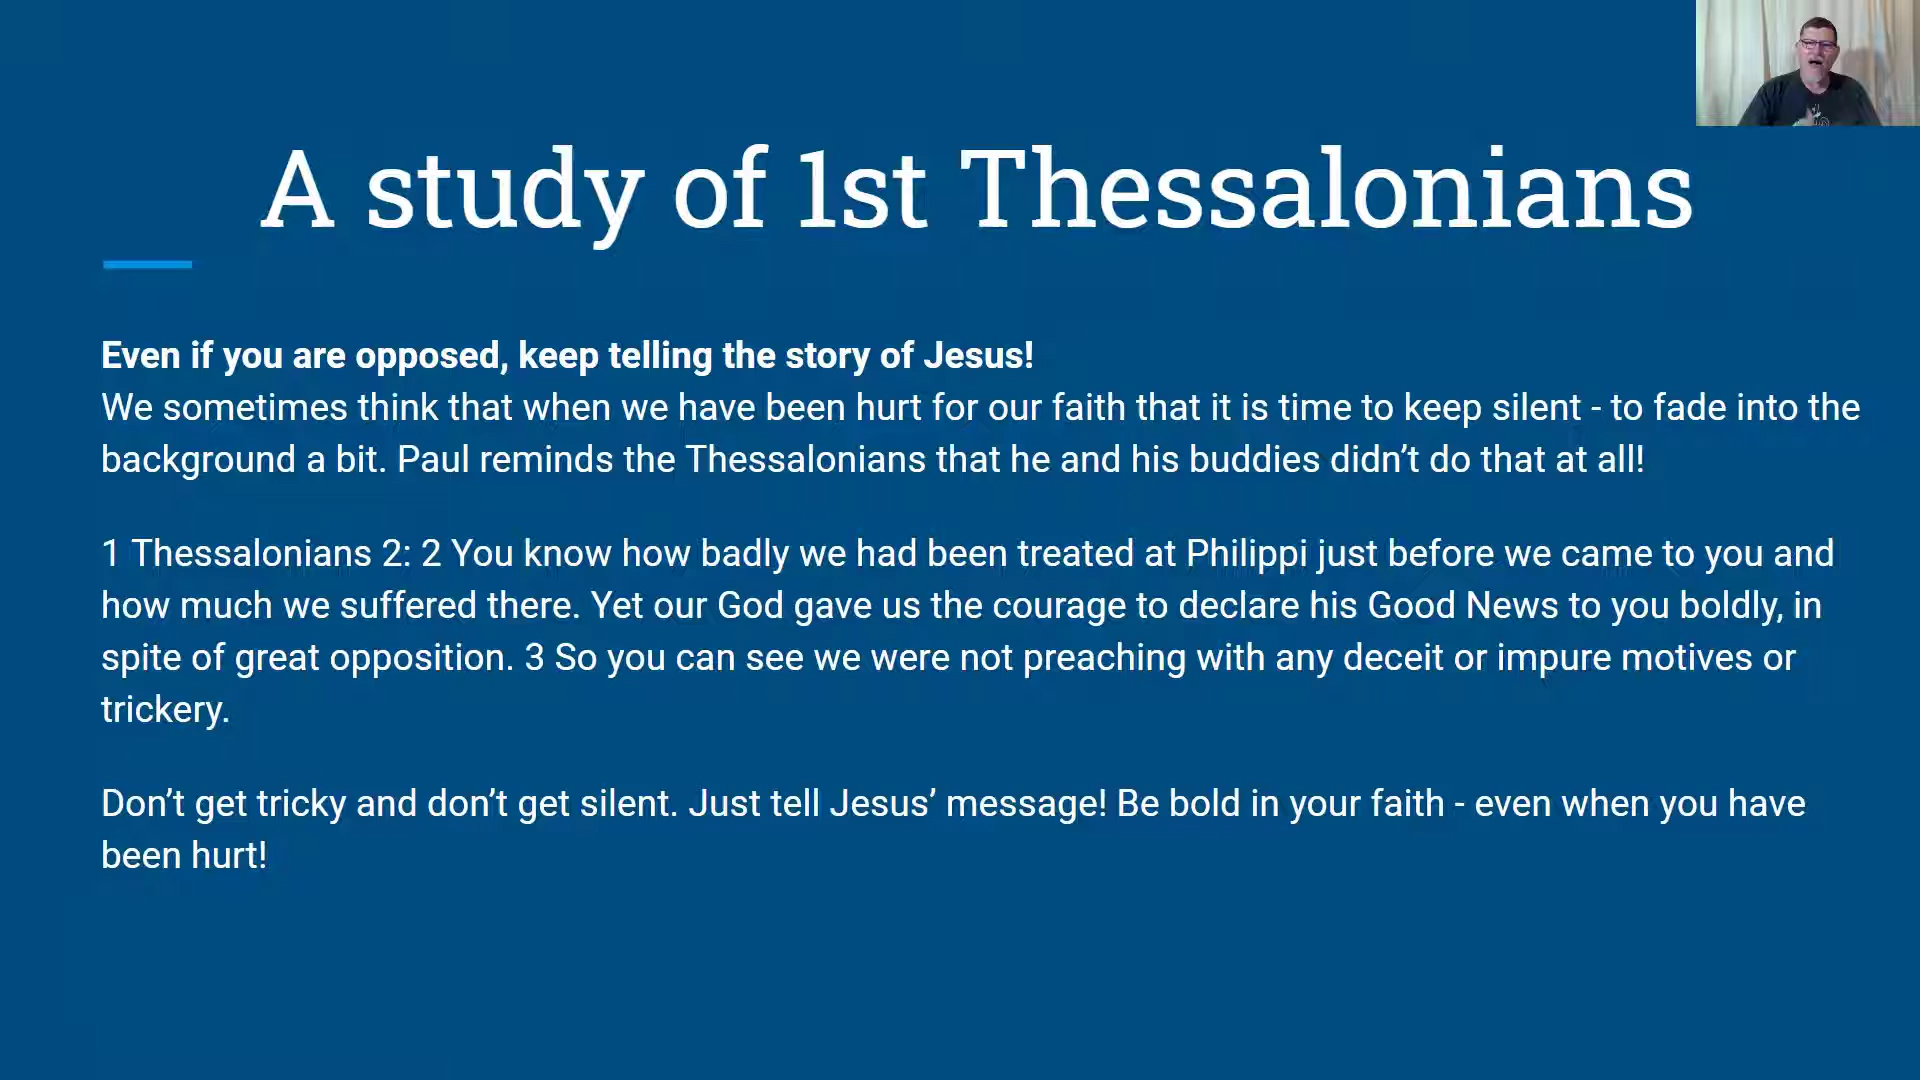 A study of 1st Thessalonians
Even if you are opposed, keep telling the story of Jesus!
We sometimes think that when we have been hurt for our faith that it is time to keep silent - to fade into the
background a bit. Paul reminds the Thessalonians that he and his buddies didn’t do that at all!
1 Thessalonians 2: 2 You know how badly we had been treated at Philippi just before we came to you and
how much we suffered there. Yet our God gave us the courage to declare his Good News to you boldly, in
spite of great opposition. 3 So you can see we were not preaching with any deceit or impure motives or
trickery.
Don’t get tricky and don’t get silent. Just tell Jesus’ message! Be bold in your faith - even when you have
been hurt!